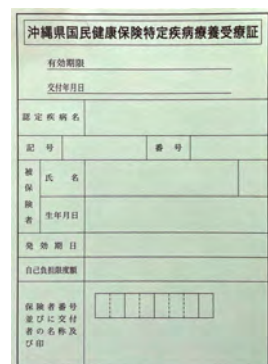 沖縄県国民健康保険特定疾病療養受療証
有効期限
交付年月日
認定疾病名
記号 番号
被保険者
氏名
生年月日
発効期日
自己負担限度額
保険者番号
並びに交付
者の名称及
び印